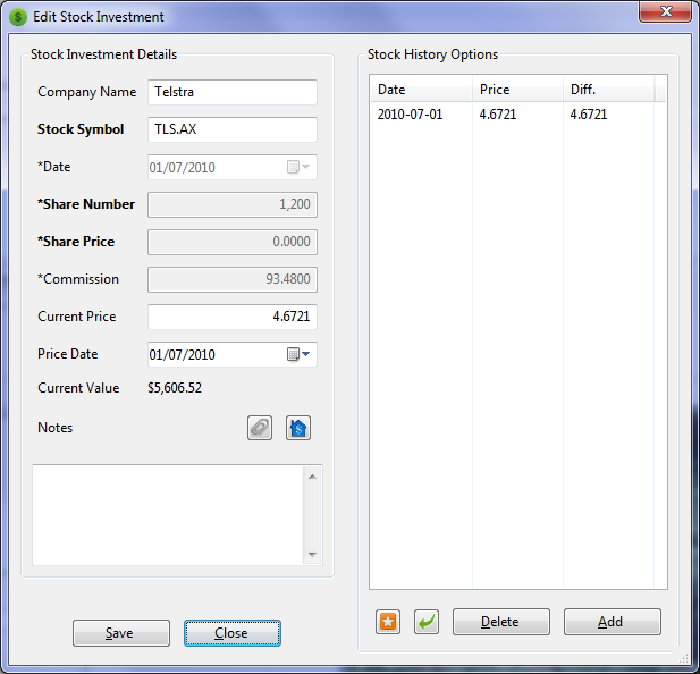 Edit Stock Investment
Stock Investment Details
Company Name Telstra
Stock Symbol TLS.AX
*Date 01/07/2010
*Share Number 1,200
*Share Price 0.0000
*Commission 93.4800
Current Price 4.6721
Price Date 01/07/2010
Current Value $5,606.52
Notes
Save Close
Stock History Options
Date Price Diff.
2010-07-01 4.6721 4.6721
Delete Add